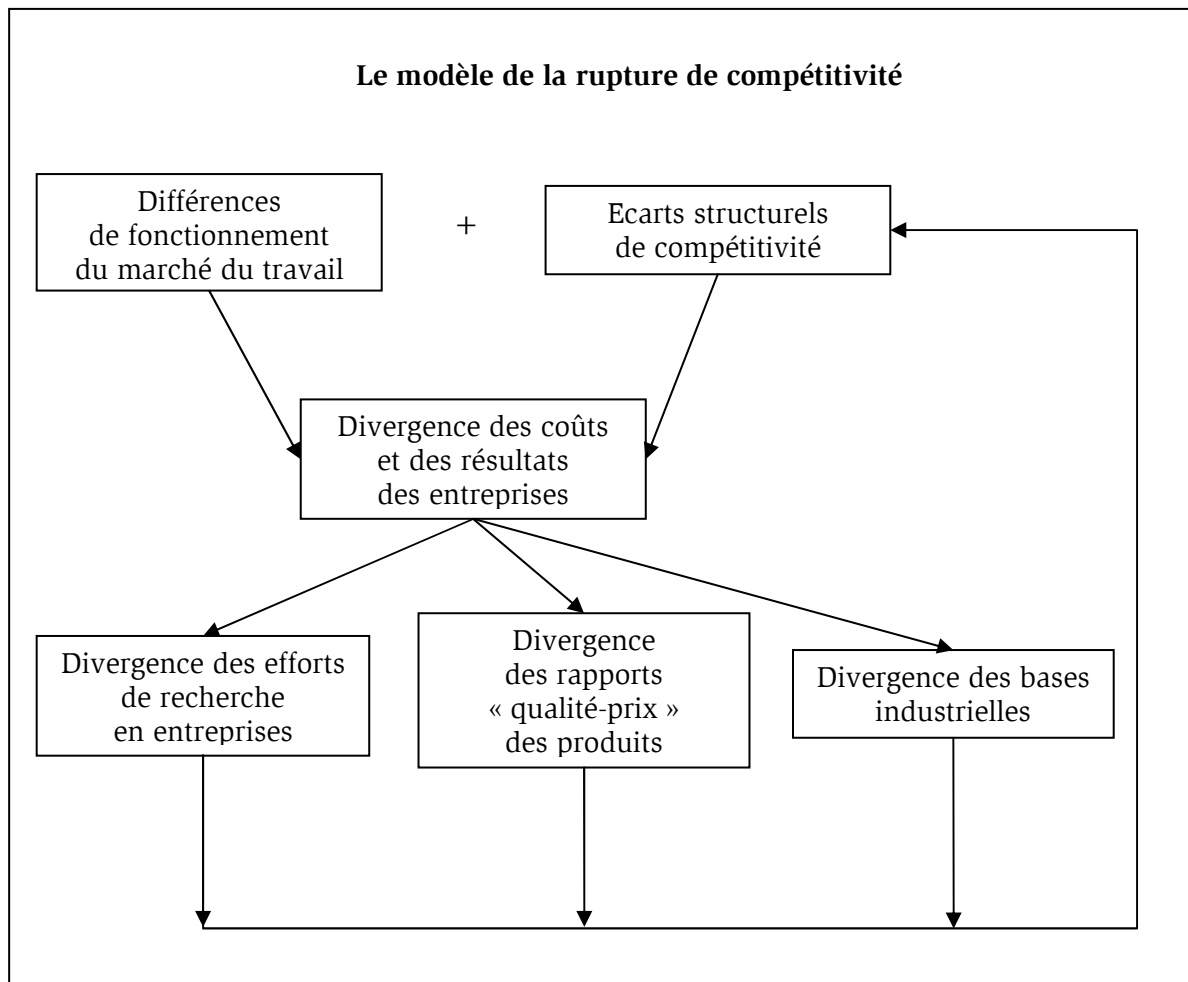 Le modèle de la rupture de compétitivité
Différences
de fonctionnement
du marché du travail
+
Ecarts structurels
de compétitivité
Divergence des coûts
et des résultats
des entreprises
Divergence des efforts
de recherche
en entreprises
Divergence
des rapports
« qualité-prix »
des produits
Divergence des bases
industrielles